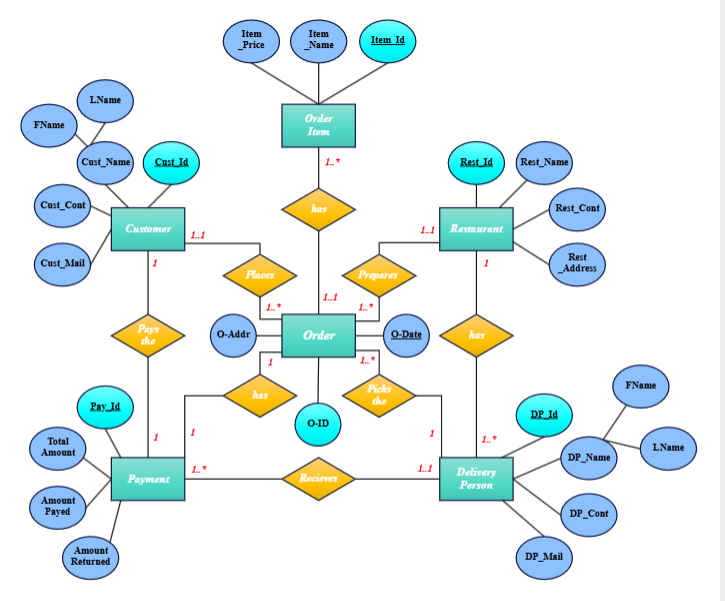 Item
_Price
Item
_Name
Item_Id
Order
Item
1..*
has
LName
FName
Cust_Name
Cust_Id
Cust_Cont
Cust_Mail
Customer
1..1
1
Rest_Id
Rest_Name
Rest_Cont
Rest
_Address
Restaurant
1..1
1
Places
1..*
Prepares
1..*
1..1
Pays
the
O-Addr
Order
O-Date
has
1
1..*
has
Picks
the
O-ID
Pay_Id
Total
Amount
Amount
Payed
Amount
Returned
1
1
Payment
1..*
Recieves
1..1
1
1..*
Delivery
Person
DP_Id
FName
LName
DP_Name
DP_Cont
DP_Mail